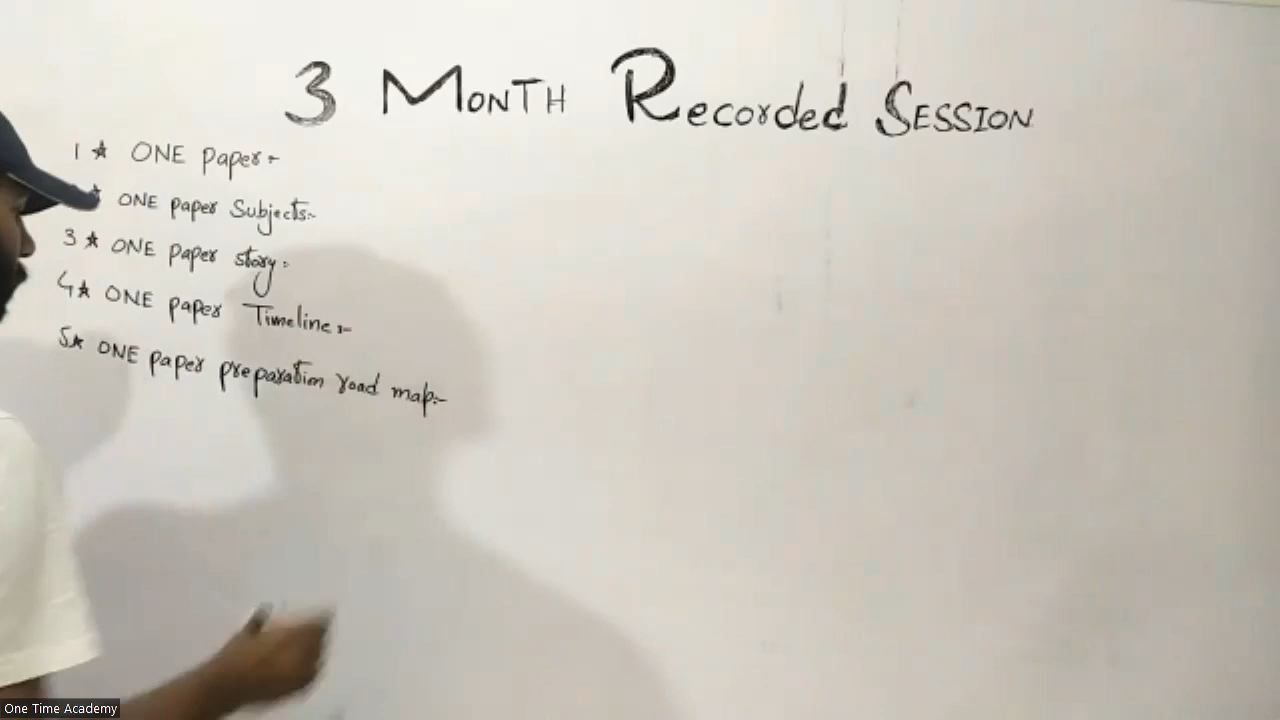 3 MONTH Recorded SESSION
1 ★ ONE paper:-
★ ONE paper Subjects:-
3 ★ ONE paper story:-
4 ★ ONE paper Timeline:-
5 ★ ONE paper preparation road map:-
One Time Academy